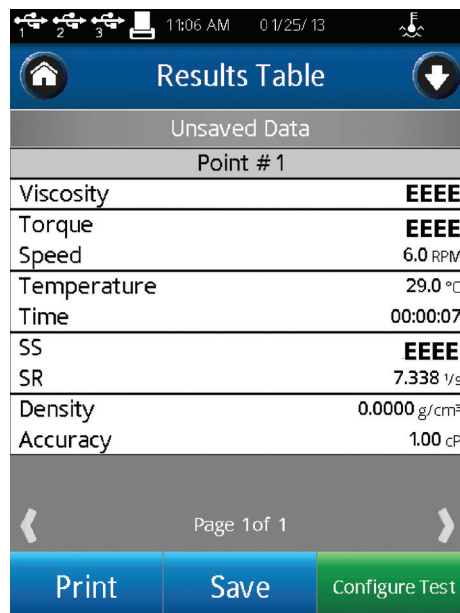 1 2 3 11:06 AM 01/25/13
Results Table
Unsaved Data
Point #1
Viscosity EEEE
Torque EEEE
Speed 6.0 RPM
Temperature 29.0 °C
Time 00:00:07
SS EEEE
SR 7.338 1/s
Density 0.0000 g/cm³
Accuracy 1.00 cP
Page 1of 1
Print Save Configure Test